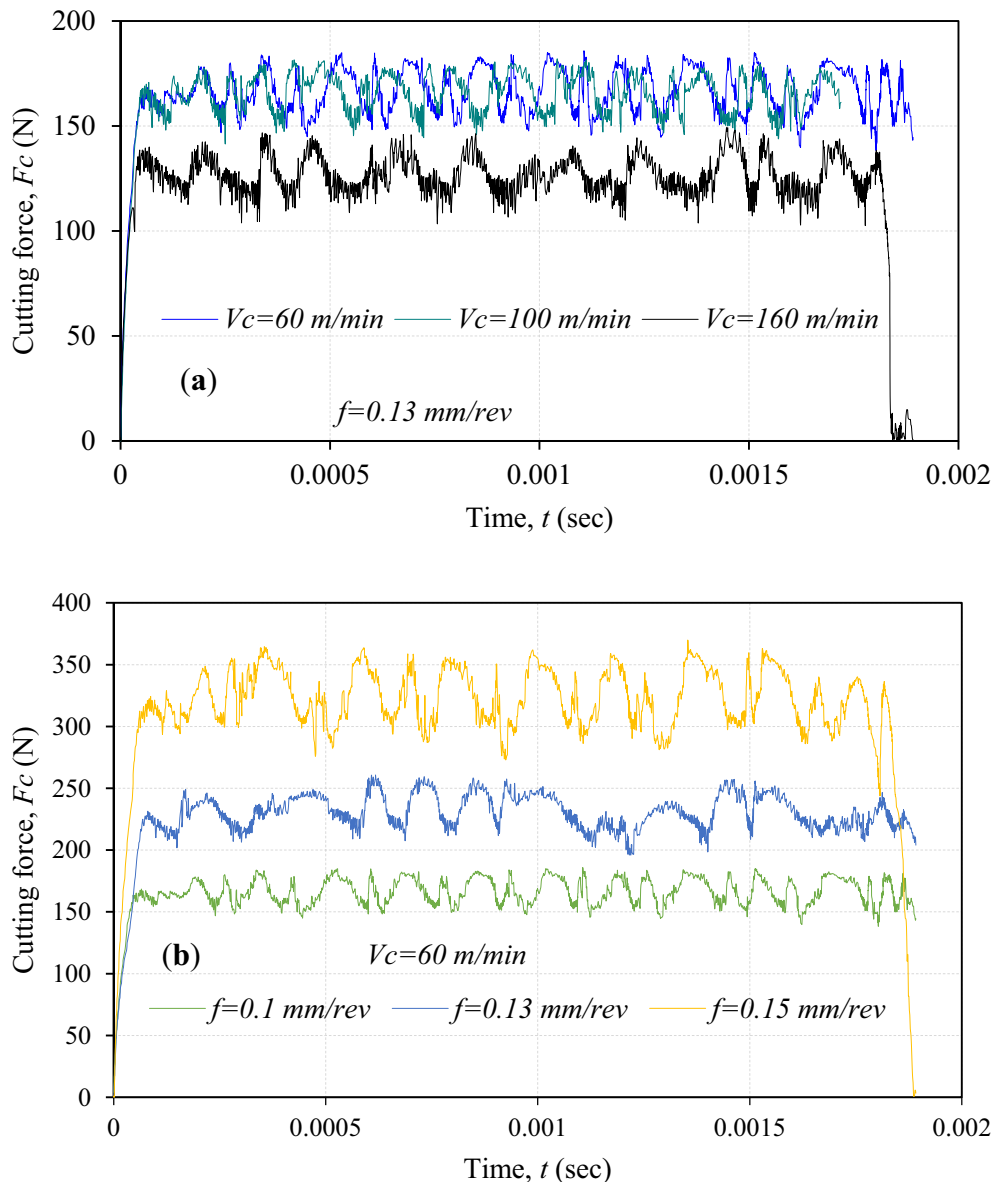 200
150
100
50
0
Cutting force, Fc (N)
Vc=60 m/min Vc=100 m/min Vc=160 m/min
(a)
f=0.13 mm/rev
0 0.0005 0.001 0.0015 0.002
Time, t (sec)
400
350
300
250
200
150
100
50
0
Cutting force, Fc (N)
(b) Vc=60 m/min
f=0.1 mm/rev f=0.13 mm/rev f=0.15 mm/rev
0 0.0005 0.001 0.0015 0.002
Time, t (sec)